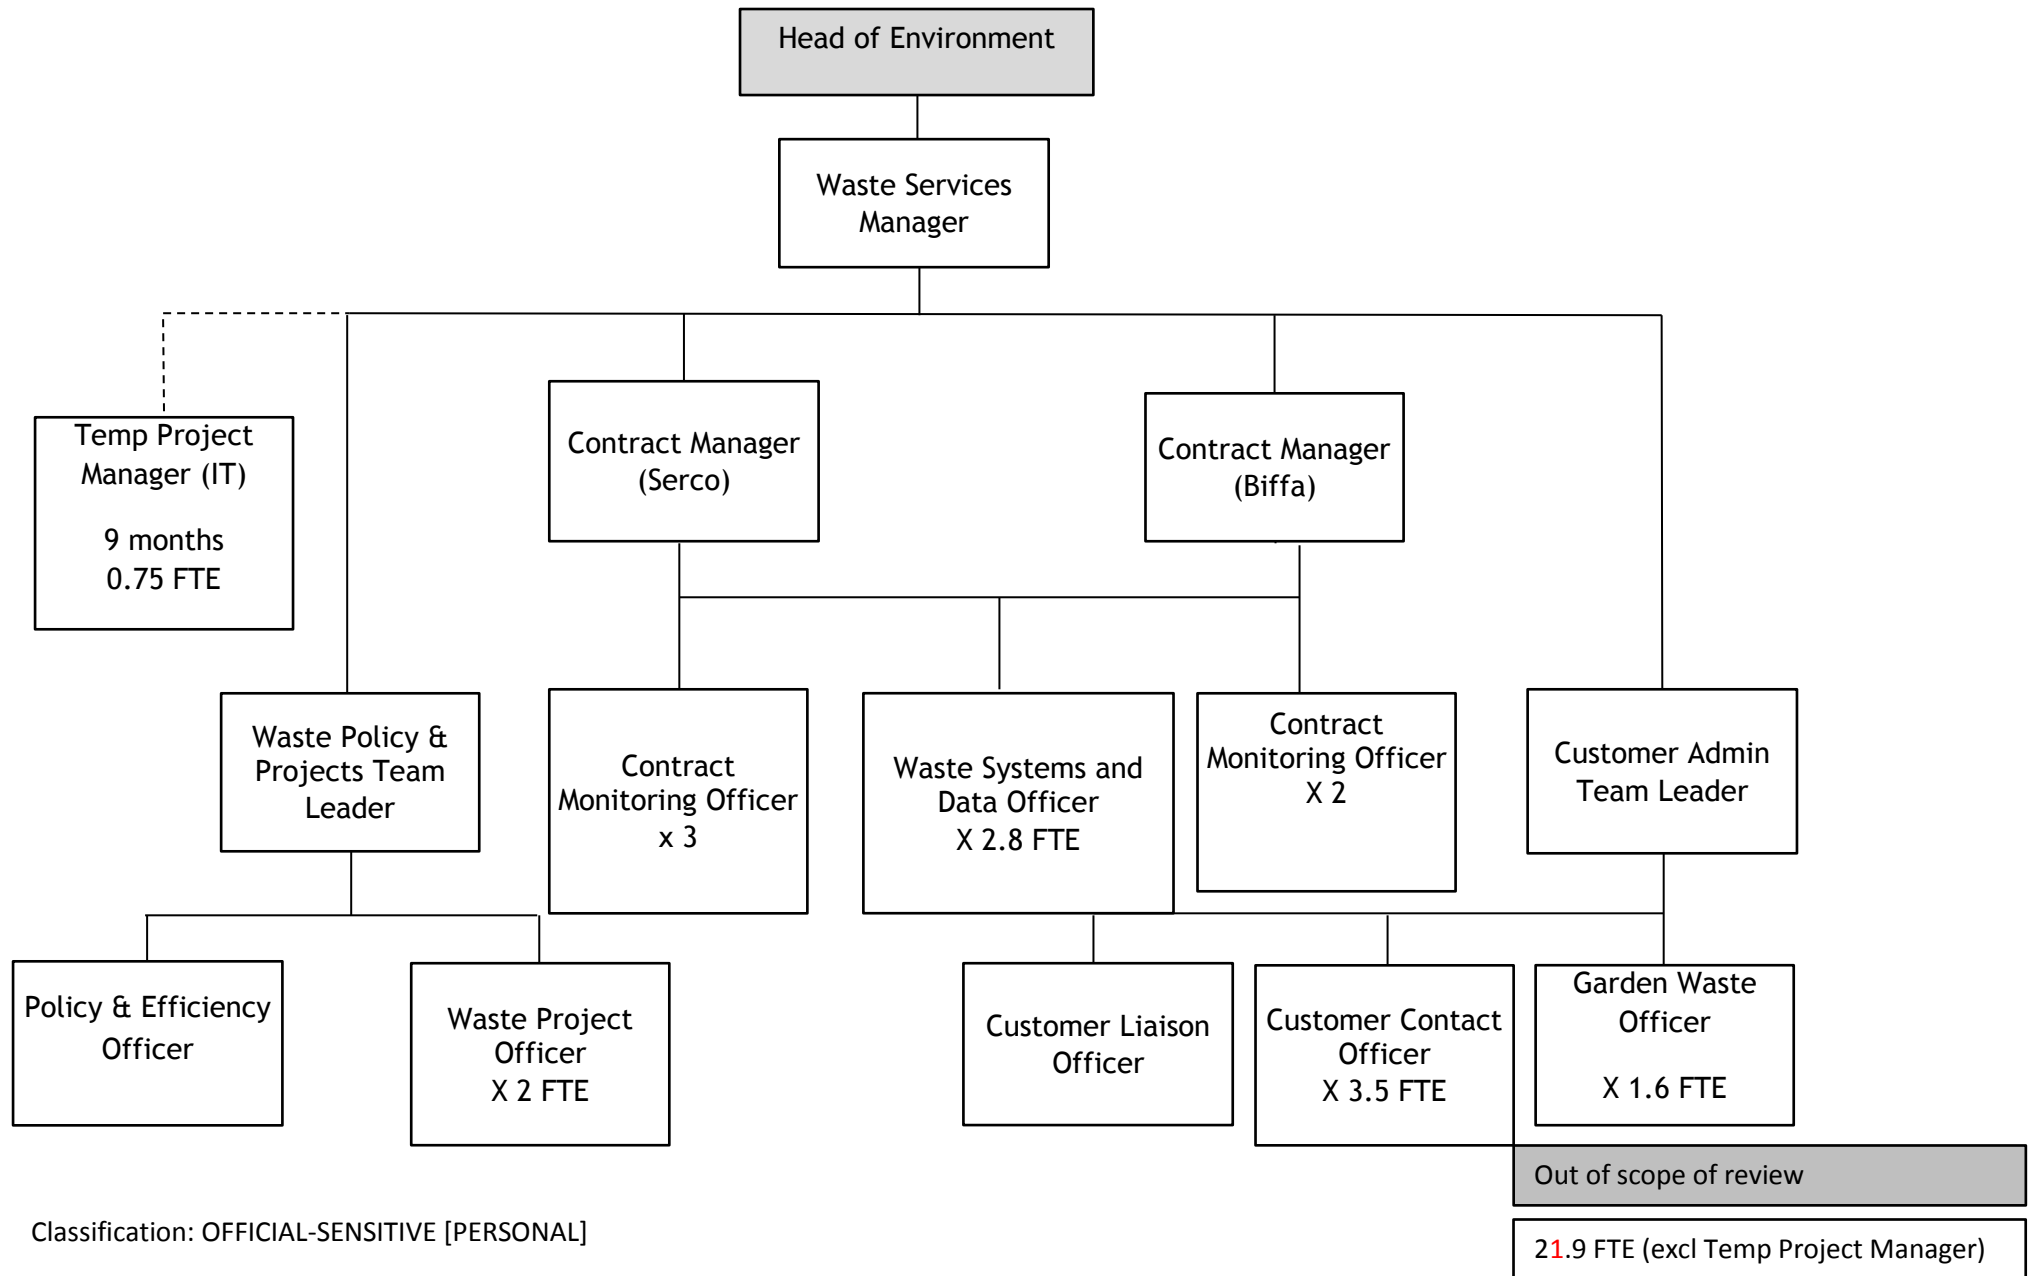 Head of Environment
Waste Services
Manager
Temp Project
Manager (IT)
9 months
0.75 FTE
Contract Manager
(Serco)
Contract Manager
(Biffa)
Waste Policy &
Projects Team
Leader
Contract
Monitoring Officer
x 3
Waste Systems and
Data Officer
X 2.8 FTE
Contract
Monitoring Officer
X 2
Customer Admin
Team Leader
Policy & Efficiency
Officer
Waste Project
Officer
X 2 FTE
Customer Liaison
Officer
Customer Contact
Officer
X 3.5 FTE
Garden Waste
Officer
X 1.6 FTE
Out of scope of review
Classification: OFFICIAL-SENSITIVE [PERSONAL]
21.9 FTE (excl Temp Project Manager)